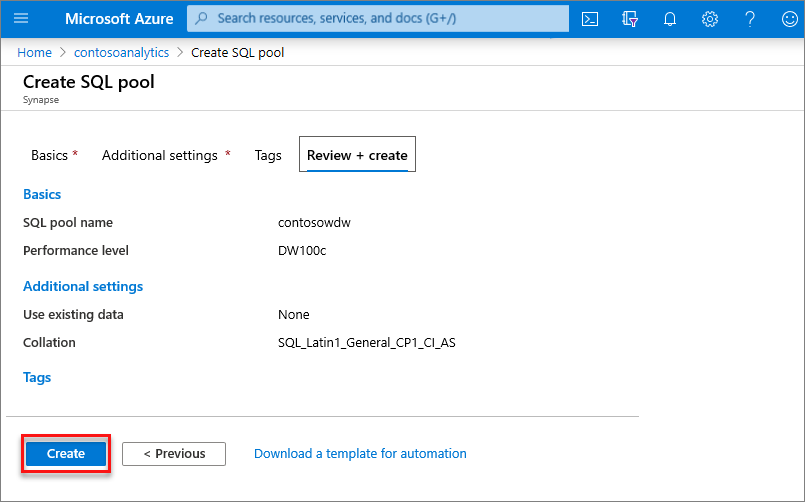 Microsoft Azure
Search resources, services, and docs (G+/)
Home > contosoanalytics > Create SQL pool
Create SQL pool
Synapse
Basics * Additional settings * Tags Review + create
Basics
SQL pool name contosowdw
Performance level DW100c
Additional settings
Use existing data None
Collation SQL_Latin1_General_CP1_CI_AS
Tags
Create < Previous Download a template for automation